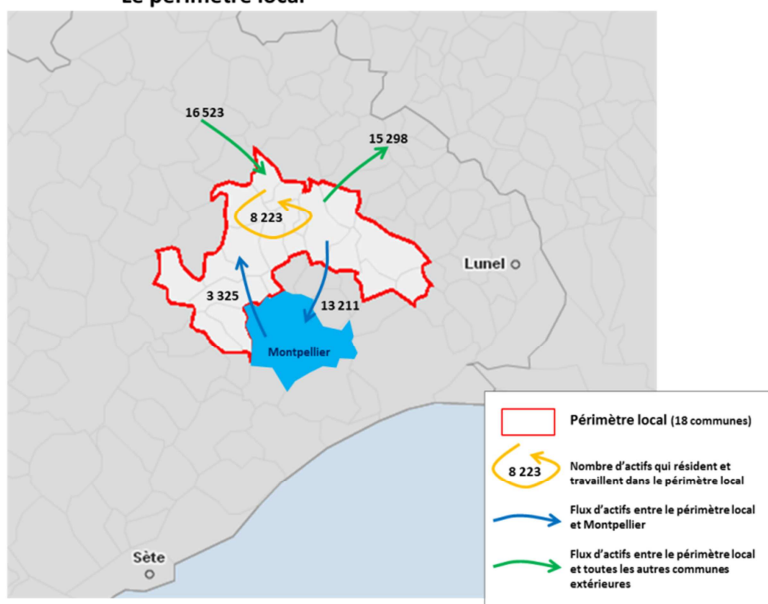 Le périmètre local
16 523
15 298
8 223
Lunel
3 325
13 211
Montpellier
Sète
Périmètre local (18 communes)
8 223
Nombre d'actifs qui résident et
travaillent dans le périmètre local
Flux d'actifs entre le périmètre local
et Montpellier
Flux d'actifs entre le périmètre local
et toutes les autres communes
extérieures